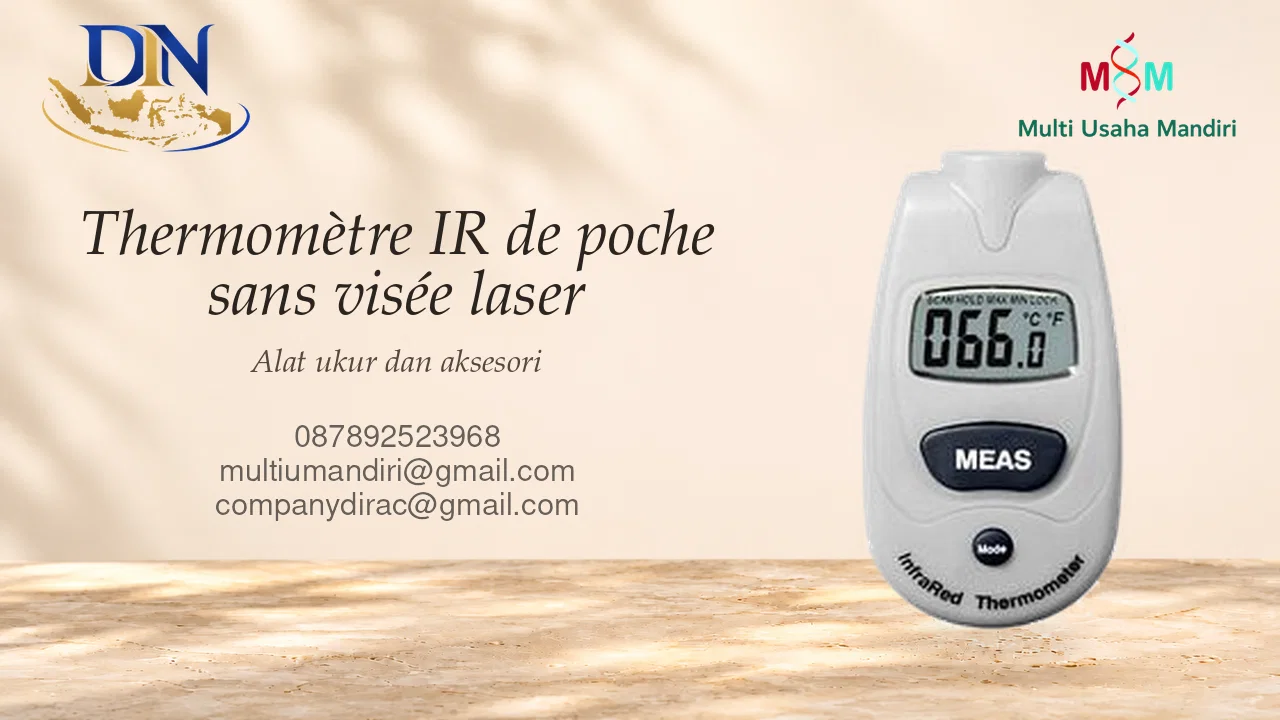 DIN
M M
Multi Usaha Mandiri
Thermomètre IR de poche
sans visée laser
Alat ukur dan aksesori
087892523968
multiumandiri@gmail.com
companydirac@gmail.com
SCAN HOLD MAX MIN LOCK
°C °F
066.0
MEAS
Mode
InfraRed Thermometer